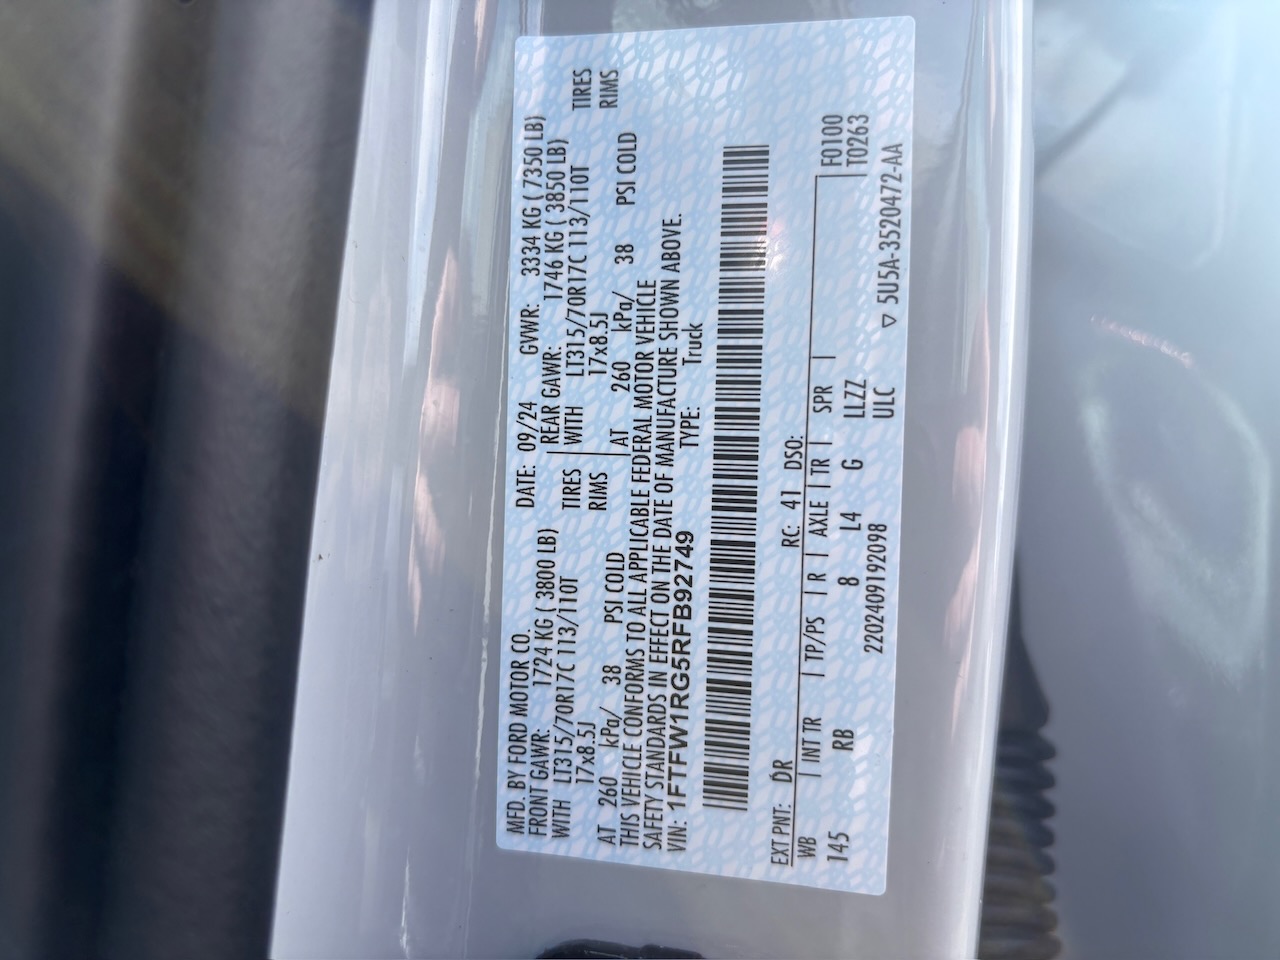 MFD. BY FORD MOTOR CO. DATE: 09/24 GVWR: 3334 KG ( 7350 LB)
FRONT GAWR: 1724 KG ( 3800 LB) REAR GAWR: 1746 KG ( 3850 LB)
WITH LT315/70R17C 113/110T TIRES WITH LT315/70R17C 113/110T TIRES
17x8.5J RIMS 17x8.5J RIMS
AT 260 kPa/ 38 PSI COLD AT 260 kPa/ 38 PSI COLD
THIS VEHICLE CONFORMS TO ALL APPLICABLE FEDERAL MOTOR VEHICLE
SAFETY STANDARDS IN EFFECT ON THE DATE OF MANUFACTURE SHOWN ABOVE.
VIN: 1FTFW1RG5RFB92749 TYPE: Truck
EXT PNT: DR RC: 41 DSO: F0100
WB INT TR TP/PS R AXLE TR SPR T0263
145 RB 8 L4 G LLZZ
2202409192098 ULC ▽ 5U5A-3520472-AA